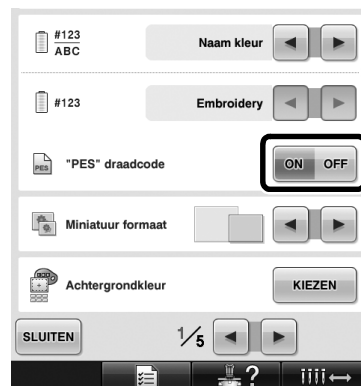 #123
ABC
Naam kleur
#123
Embroidery
PES
"PES" draadcode
ON OFF
Miniatuur formaat
Achtergrondkleur
KIEZEN
SLUITEN
1/5
?